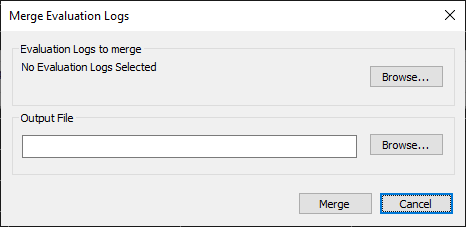 Merge Evaluation Logs
Evaluation Logs to merge
No Evaluation Logs Selected
Browse...
Output File
Browse...
Merge
Cancel